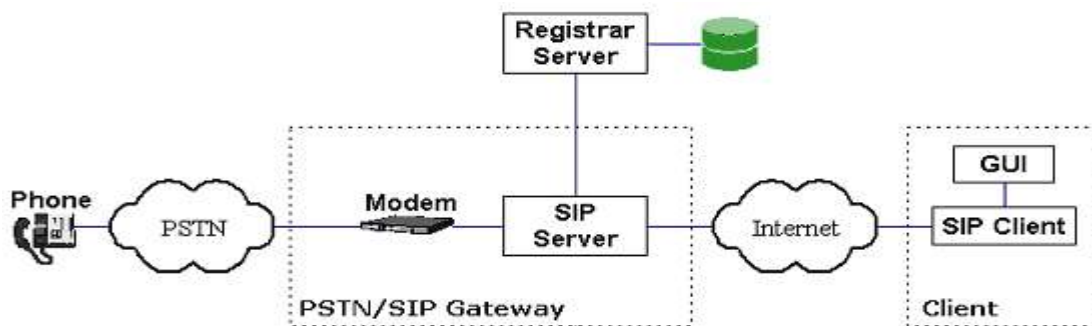 Registrar
Server
Phone
PSTN
Modem
SIP
Server
Internet
GUI
SIP Client
PSTN/SIP Gateway
Client